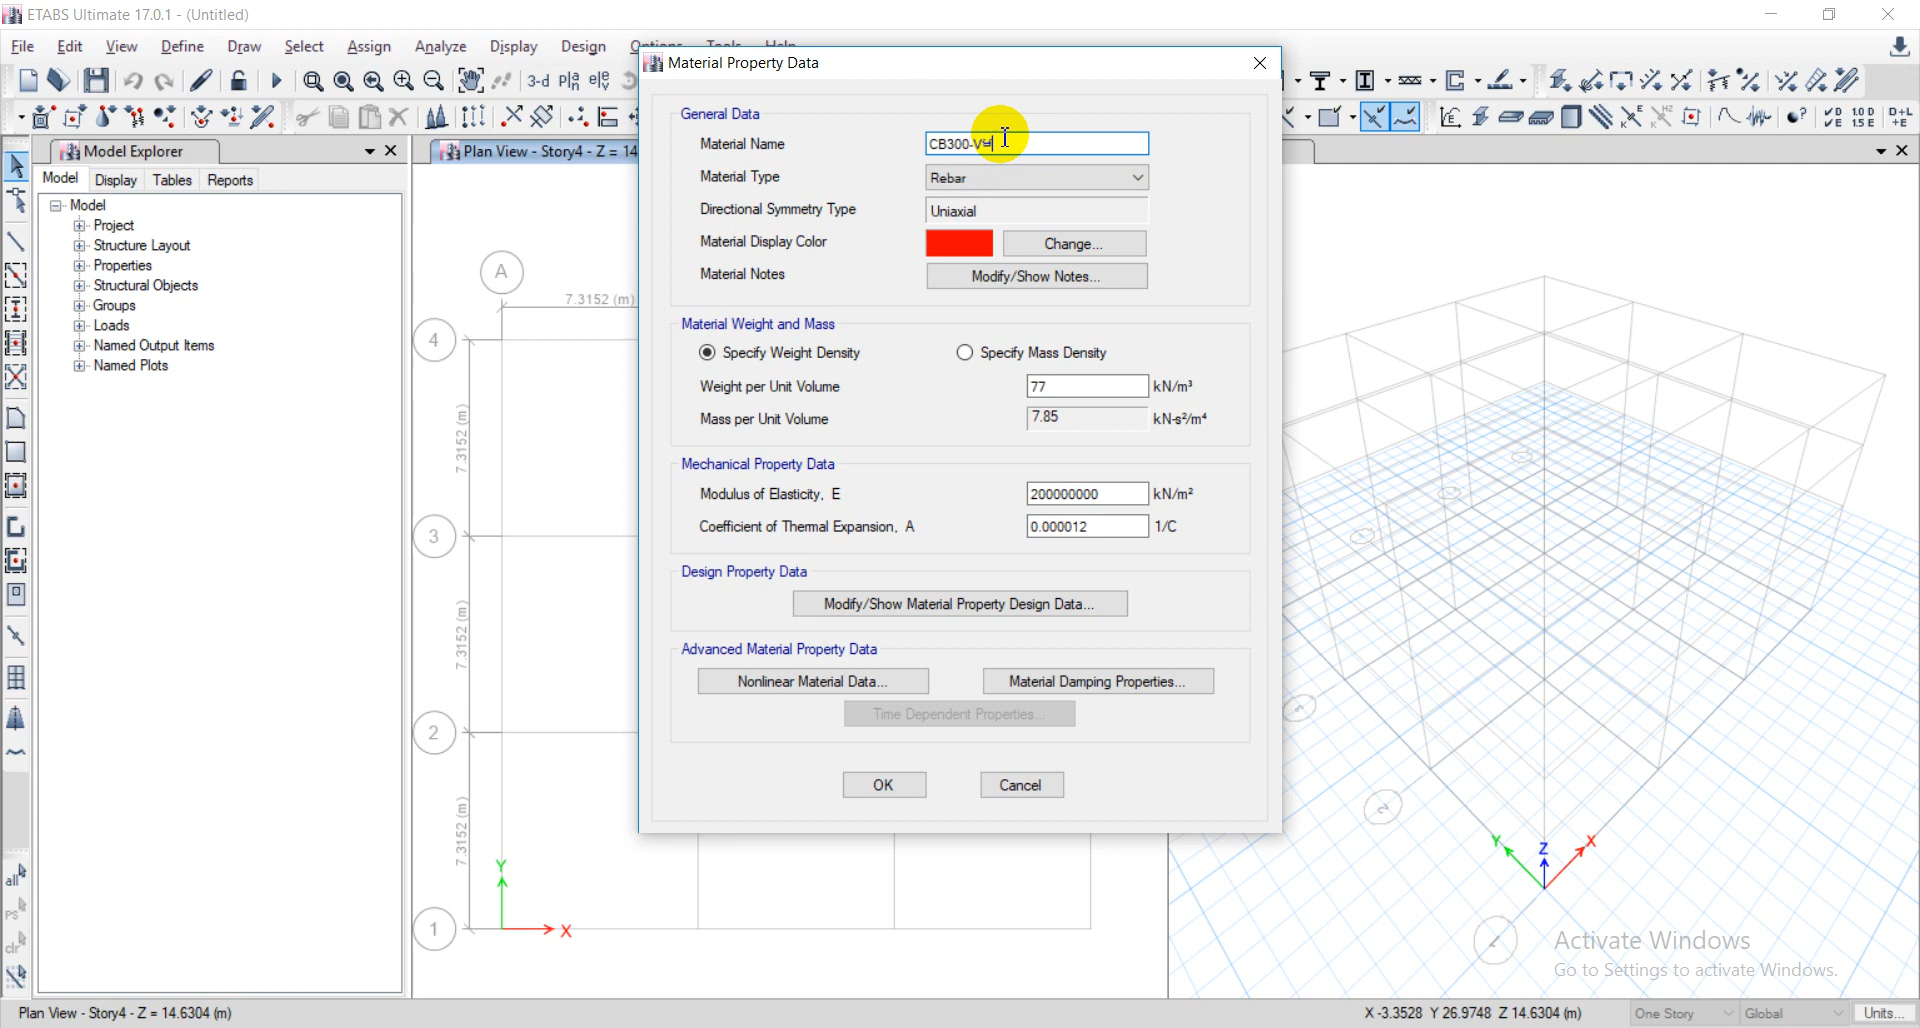 ETABS Ultimate 17.0.1 - (Untitled)
File Edit View Define Draw Select Assign Analyze Display Design Options Tools Help
3-d
Model Explorer
Model Display Tables Reports
Model
Project
Structure Layout
Properties
Structural Objects
Groups
Loads
Named Output Items
Named Plots
Plan View - Story4 - Z = 14
A
7.3152 (m)
4
7.3152 (m)
3
7.3152 (m)
2
7.3152 (m)
1
Y
X
Material Property Data
General Data
Material Name
Material Type Rebar
Directional Symmetry Type Uniaxial
Material Display Color Change...
Material Notes Modify/Show Notes...
Material Weight and Mass
Specify Weight Density Specify Mass Density
Weight per Unit Volume 77 kN/m³
Mass per Unit Volume 7.85 kN-s²/m⁴
Mechanical Property Data
Modulus of Elasticity, E 200000000 kN/m²
Coefficient of Thermal Expansion, A 0.000012 1/C
Design Property Data
Modify/Show Material Property Design Data...
Advanced Material Property Data
Nonlinear Material Data... Material Damping Properties...
Time Dependent Properties...
OK Cancel
Y Z X
Activate Windows
Go to Settings to activate Windows.
Plan View - Story4 - Z = 14.6304 (m) X -3.3528 Y 26.9748 Z 14.6304 (m) One Story Global Units...